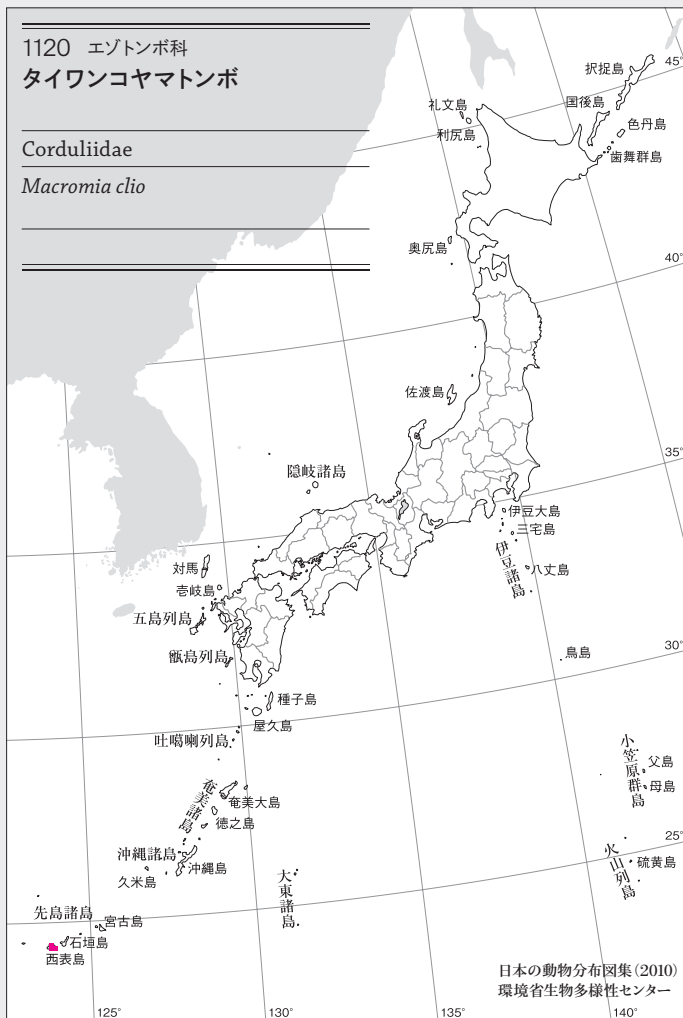 1120 エゾトンボ科
タイワンコヤマトンボ
Corduliidae
Macromia clio
択捉島
45°
礼文島
国後島
色丹島
利尻島
歯舞群島
奥尻島
40°
佐渡島
35°
隠岐諸島
伊豆大島
三宅島
伊豆諸島
八丈島
対馬
壱岐島
五島列島
甑島列島
鳥島
30°
種子島
屋久島
吐噶喇列島
小笠原群島
父島
母島
奄美諸島
奄美大島
徳之島
25°
沖縄諸島
沖縄島
久米島
火山列島
硫黄島
大東諸島
先島諸島
宮古島
石垣島
西表島
日本の動物分布図集(2010)
環境省生物多様性センター
125°
130°
135°
140°